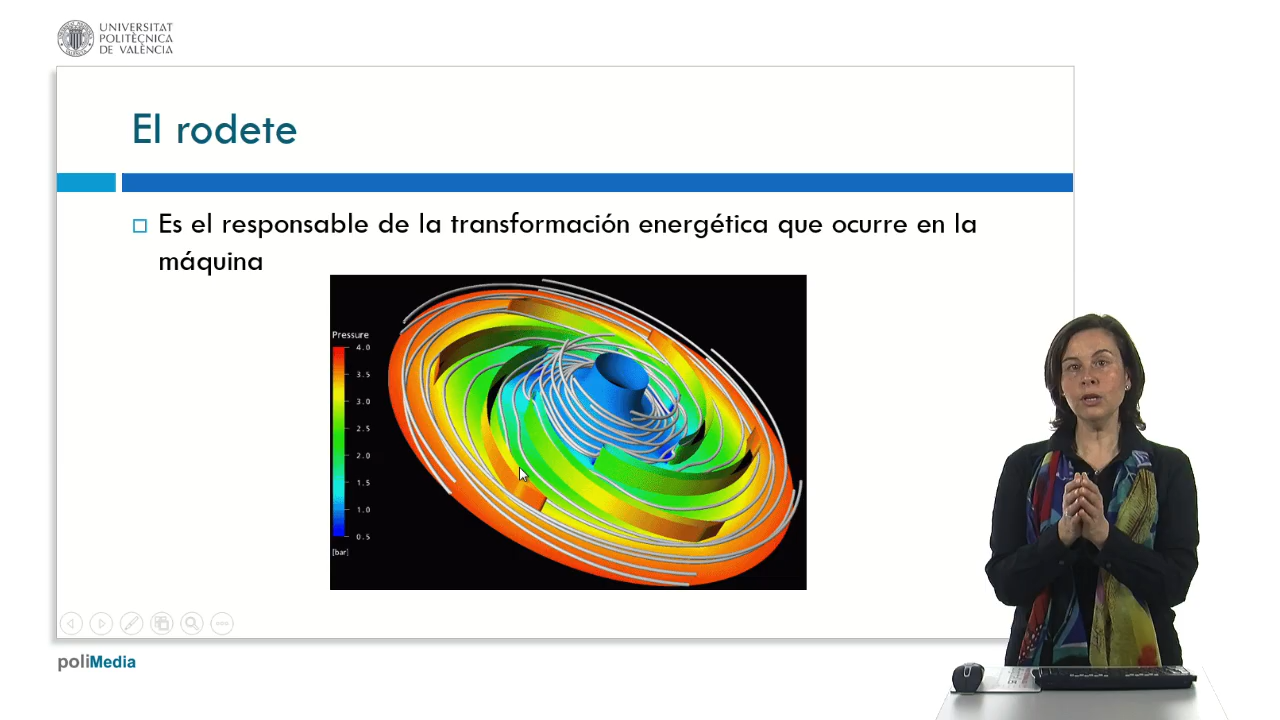 UNIVERSITAT
POLITÈCNICA
DE VALÈNCIA
El rodete
Es el responsable de la transformación energética que ocurre en la
máquina
Pressure
4.0
3.5
3.0
2.5
2.0
1.5
1.0
0.5
[bar]
poliMedia